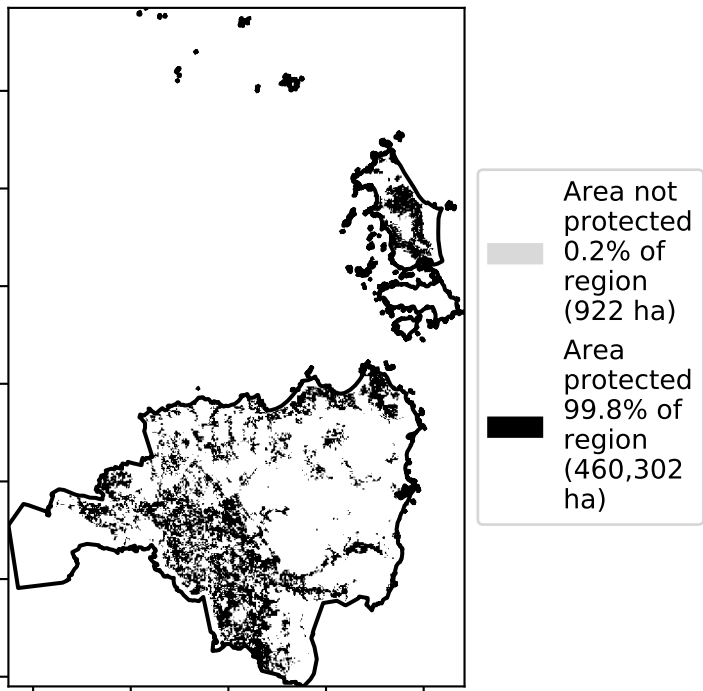 Area not
protected
0.2% of
region
(922 ha)
Area
protected
99.8% of
region
(460,302
ha)